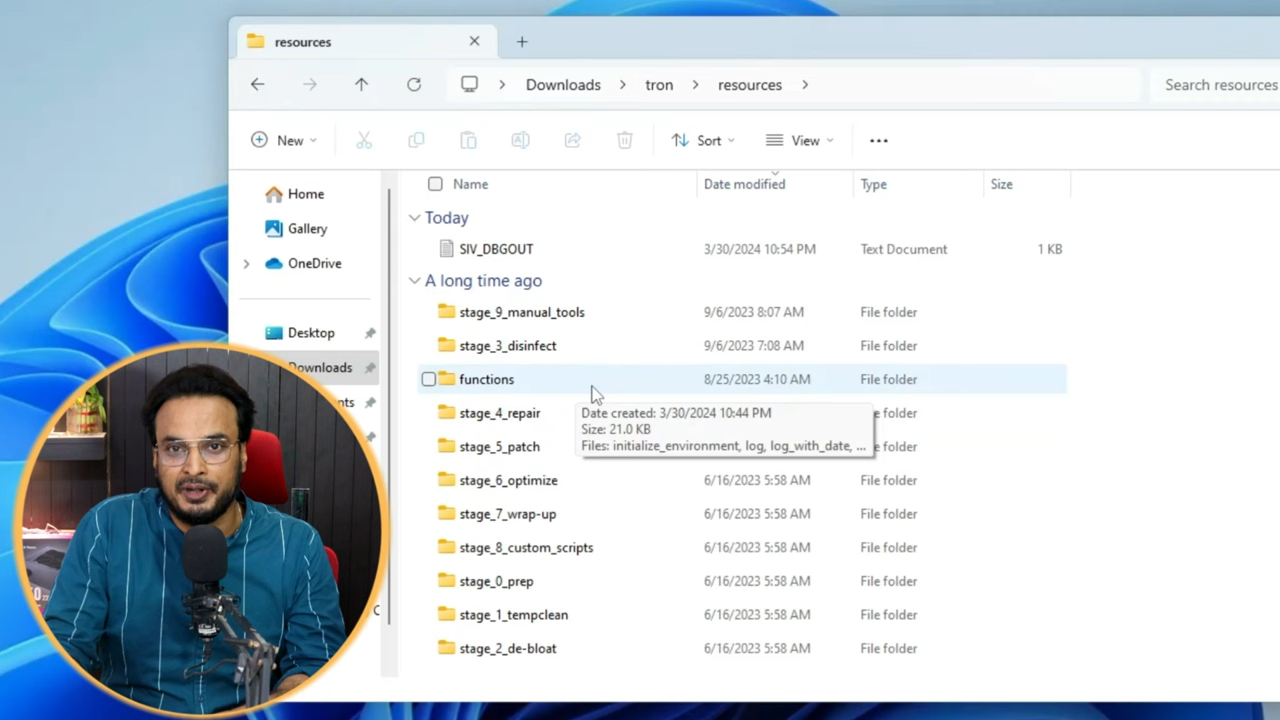 resources
Downloads
tron
resources
Search resources
New
Sort
View
Name
Date modified
Type
Size
Home
Gallery
OneDrive
Desktop
Downloads
Today
SIV_DBGOUT 3/30/2024 10:54 PM Text Document 1 KB
A long time ago
stage_9_manual_tools 9/6/2023 8:07 AM File folder
stage_3_disinfect 9/6/2023 7:08 AM File folder
functions 8/25/2023 4:10 AM File folder
stage_4_repair e folder
Date created: 3/30/2024 10:44 PM
Size: 21.0 KB
Files: initialize_environment, log, log_with_date, ...
stage_5_patch e folder
stage_6_optimize 6/16/2023 5:58 AM File folder
stage_7_wrap-up 6/16/2023 5:58 AM File folder
stage_8_custom_scripts 6/16/2023 5:58 AM File folder
stage_0_prep 6/16/2023 5:58 AM File folder
stage_1_tempclean 6/16/2023 5:58 AM File folder
stage_2_de-bloat 6/16/2023 5:58 AM File folder